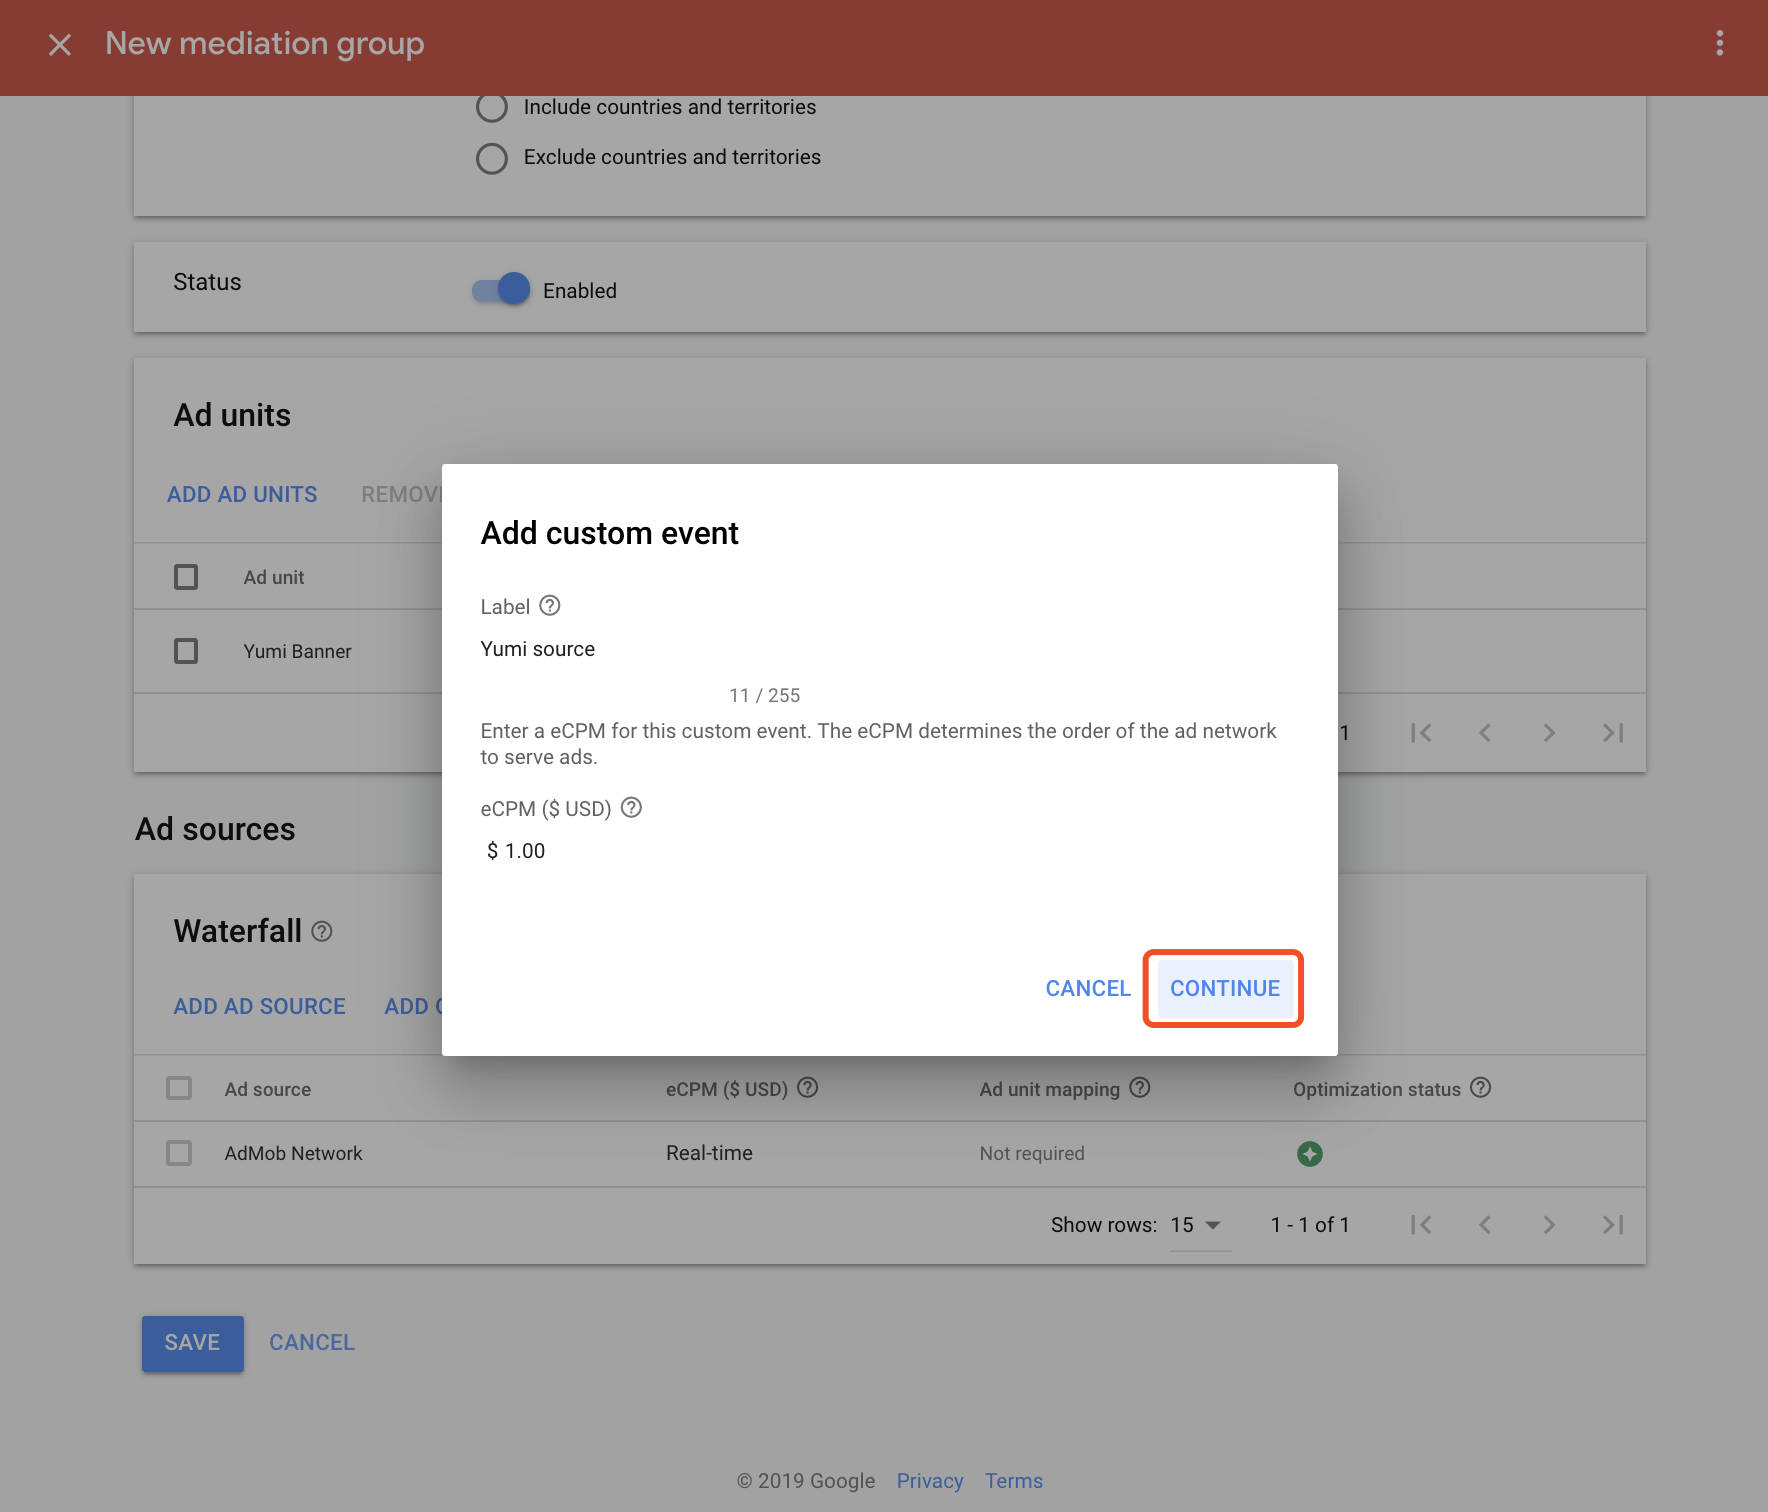 New mediation group
Include countries and territories
Exclude countries and territories
Status
Enabled
Ad units
ADD AD UNITS
Ad unit
Yumi Banner
1
Add custom event
Label
Yumi source
11 / 255
Enter a eCPM for this custom event. The eCPM determines the order of the ad network
to serve ads.
eCPM ($ USD)
$ 1.00
CANCEL CONTINUE
Ad sources
Waterfall
ADD AD SOURCE ADD
Ad source eCPM ($ USD) Ad unit mapping Optimization status
AdMob Network Real-time Not required
Show rows: 15 1 - 1 of 1
SAVE CANCEL
© 2019 Google Privacy Terms